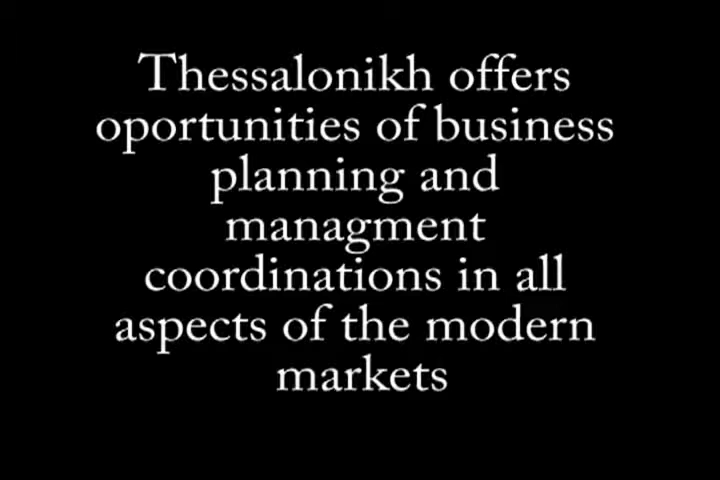 Thessalonikh offers
oportunities of business
planning and
managment
coordinations in all
aspects of the modern
markets